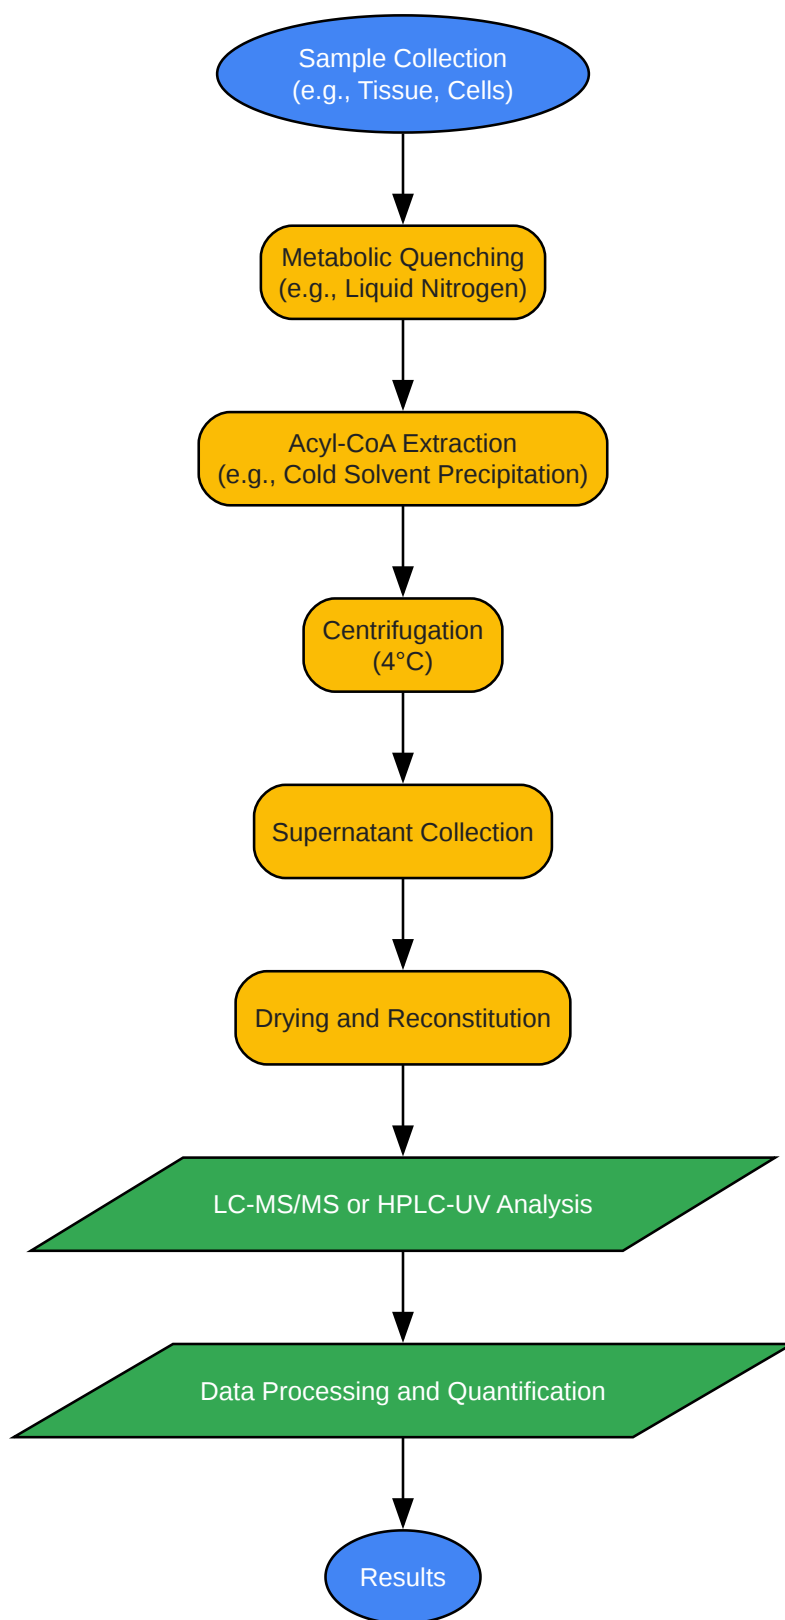 Sample Collection
(e.g., Tissue, Cells)
Metabolic Quenching
(e.g., Liquid Nitrogen)
Acyl-CoA Extraction
(e.g., Cold Solvent Precipitation)
Centrifugation
(4°C)
Supernatant Collection
Drying and Reconstitution
LC-MS/MS or HPLC-UV Analysis
Data Processing and Quantification
Results